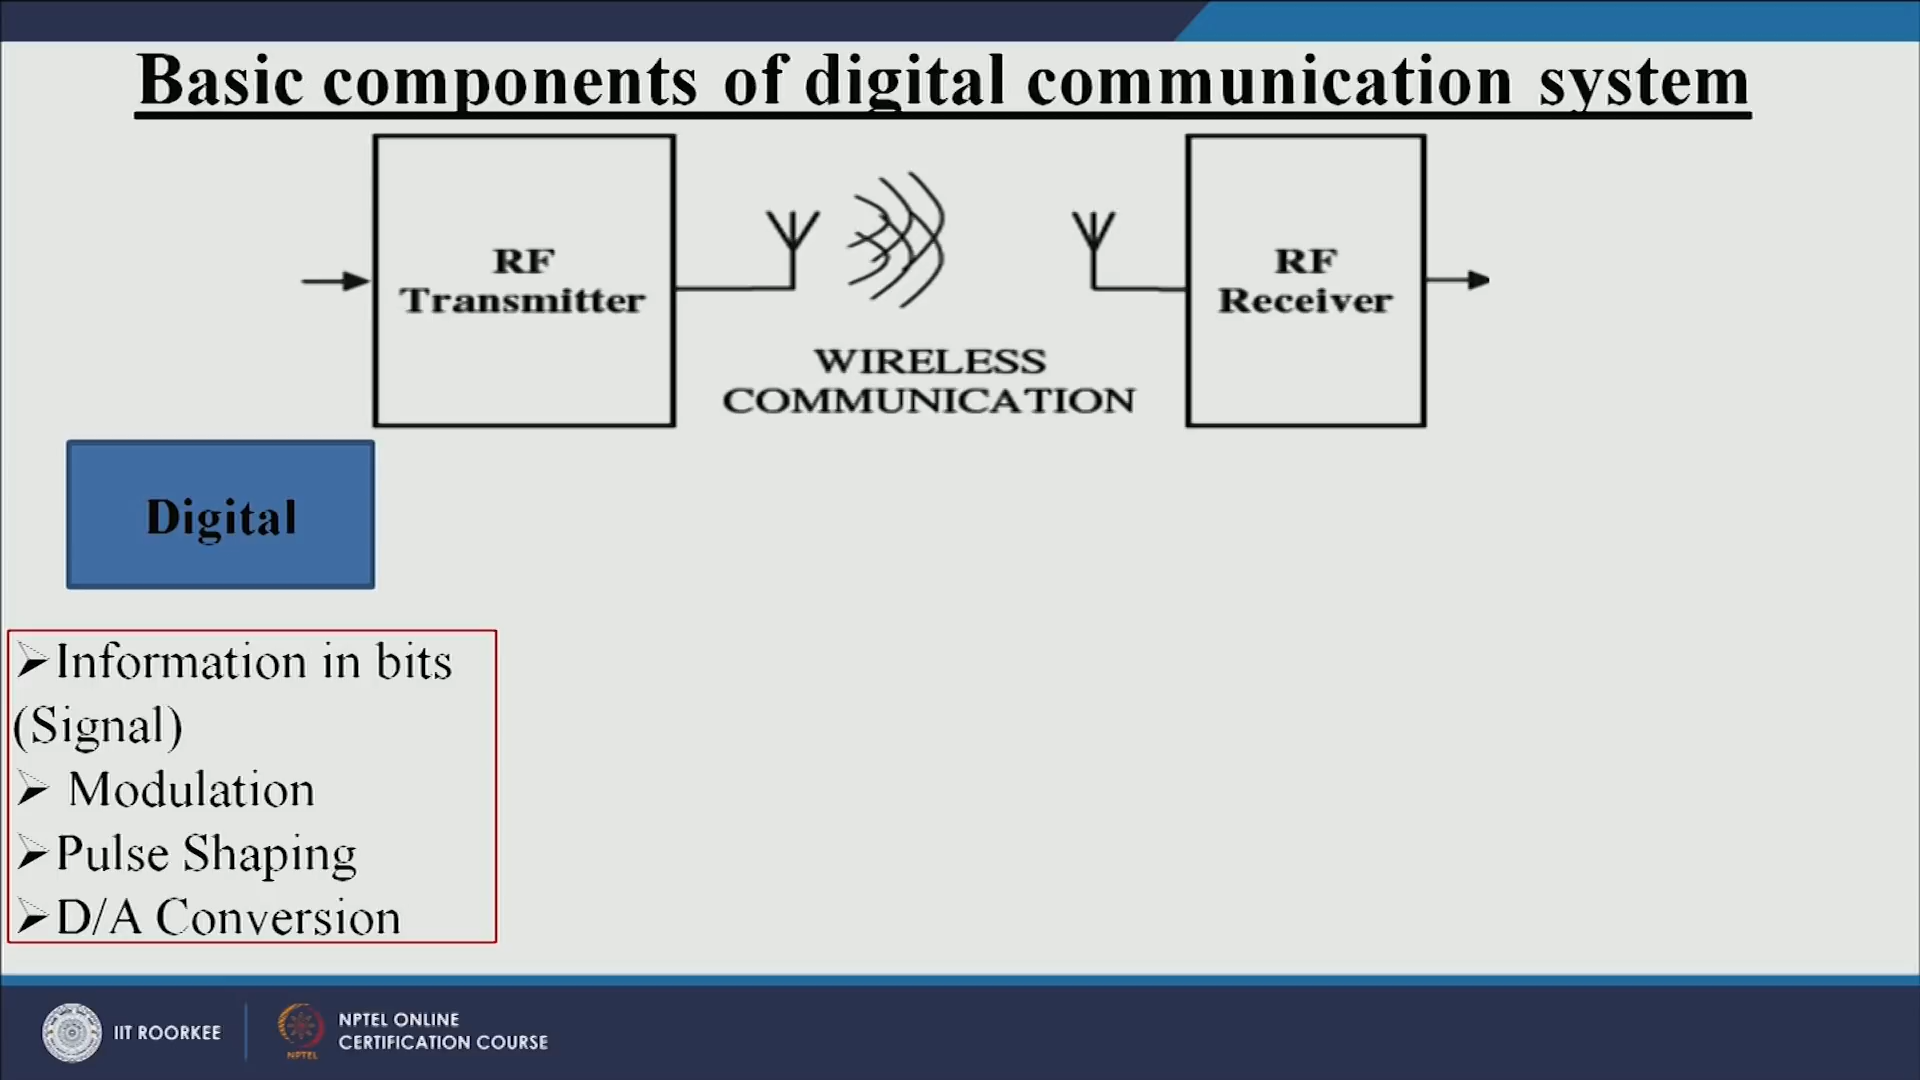 Basic components of digital communication system
RF
Transmitter
WIRELESS
COMMUNICATION
RF
Receiver
Digital
➢Information in bits
(Signal)
➢ Modulation
➢Pulse Shaping
➢D/A Conversion
IIT ROORKEE
NPTEL
NPTEL ONLINE
CERTIFICATION COURSE